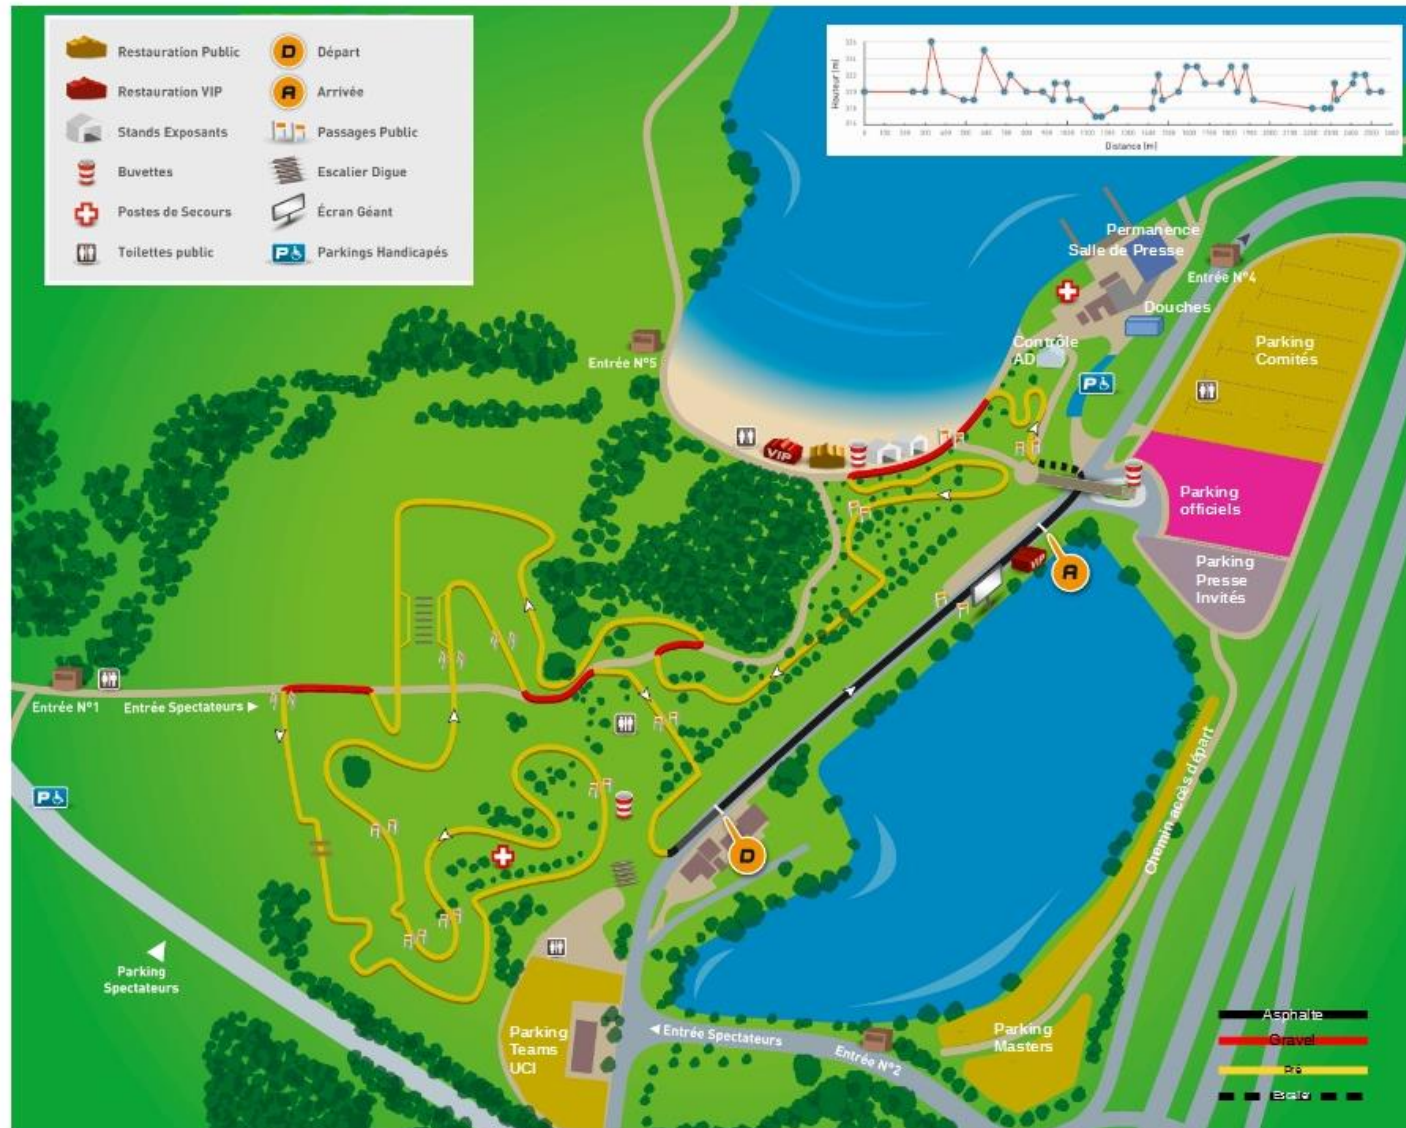 Restauration Public
Restauration VIP
Stands Exposants
Buvettes
Postes de Secours
Toilettes public
D
Départ
A
Arrivée
Passages Public
Escalier Digue
Écran Géant
P
Parkings Handicapés
Hauteur (m)
Distance (m)
Permanence
Salle de Presse
Entrée N°4
Douches
Contrôle
AD
P
Parking
Comités
Entrée N°5
VIP
Parking
officiels
Parking
Presse
Invités
VIP
A
Entrée N°1
Entrée Spectateurs
P
D
Chemin accès départ
Parking
Spectateurs
Parking
Teams
UCI
Entrée Spectateurs
Entrée N°2
Parking
Masters
Asphalte
Gravel
Pré
Escalier